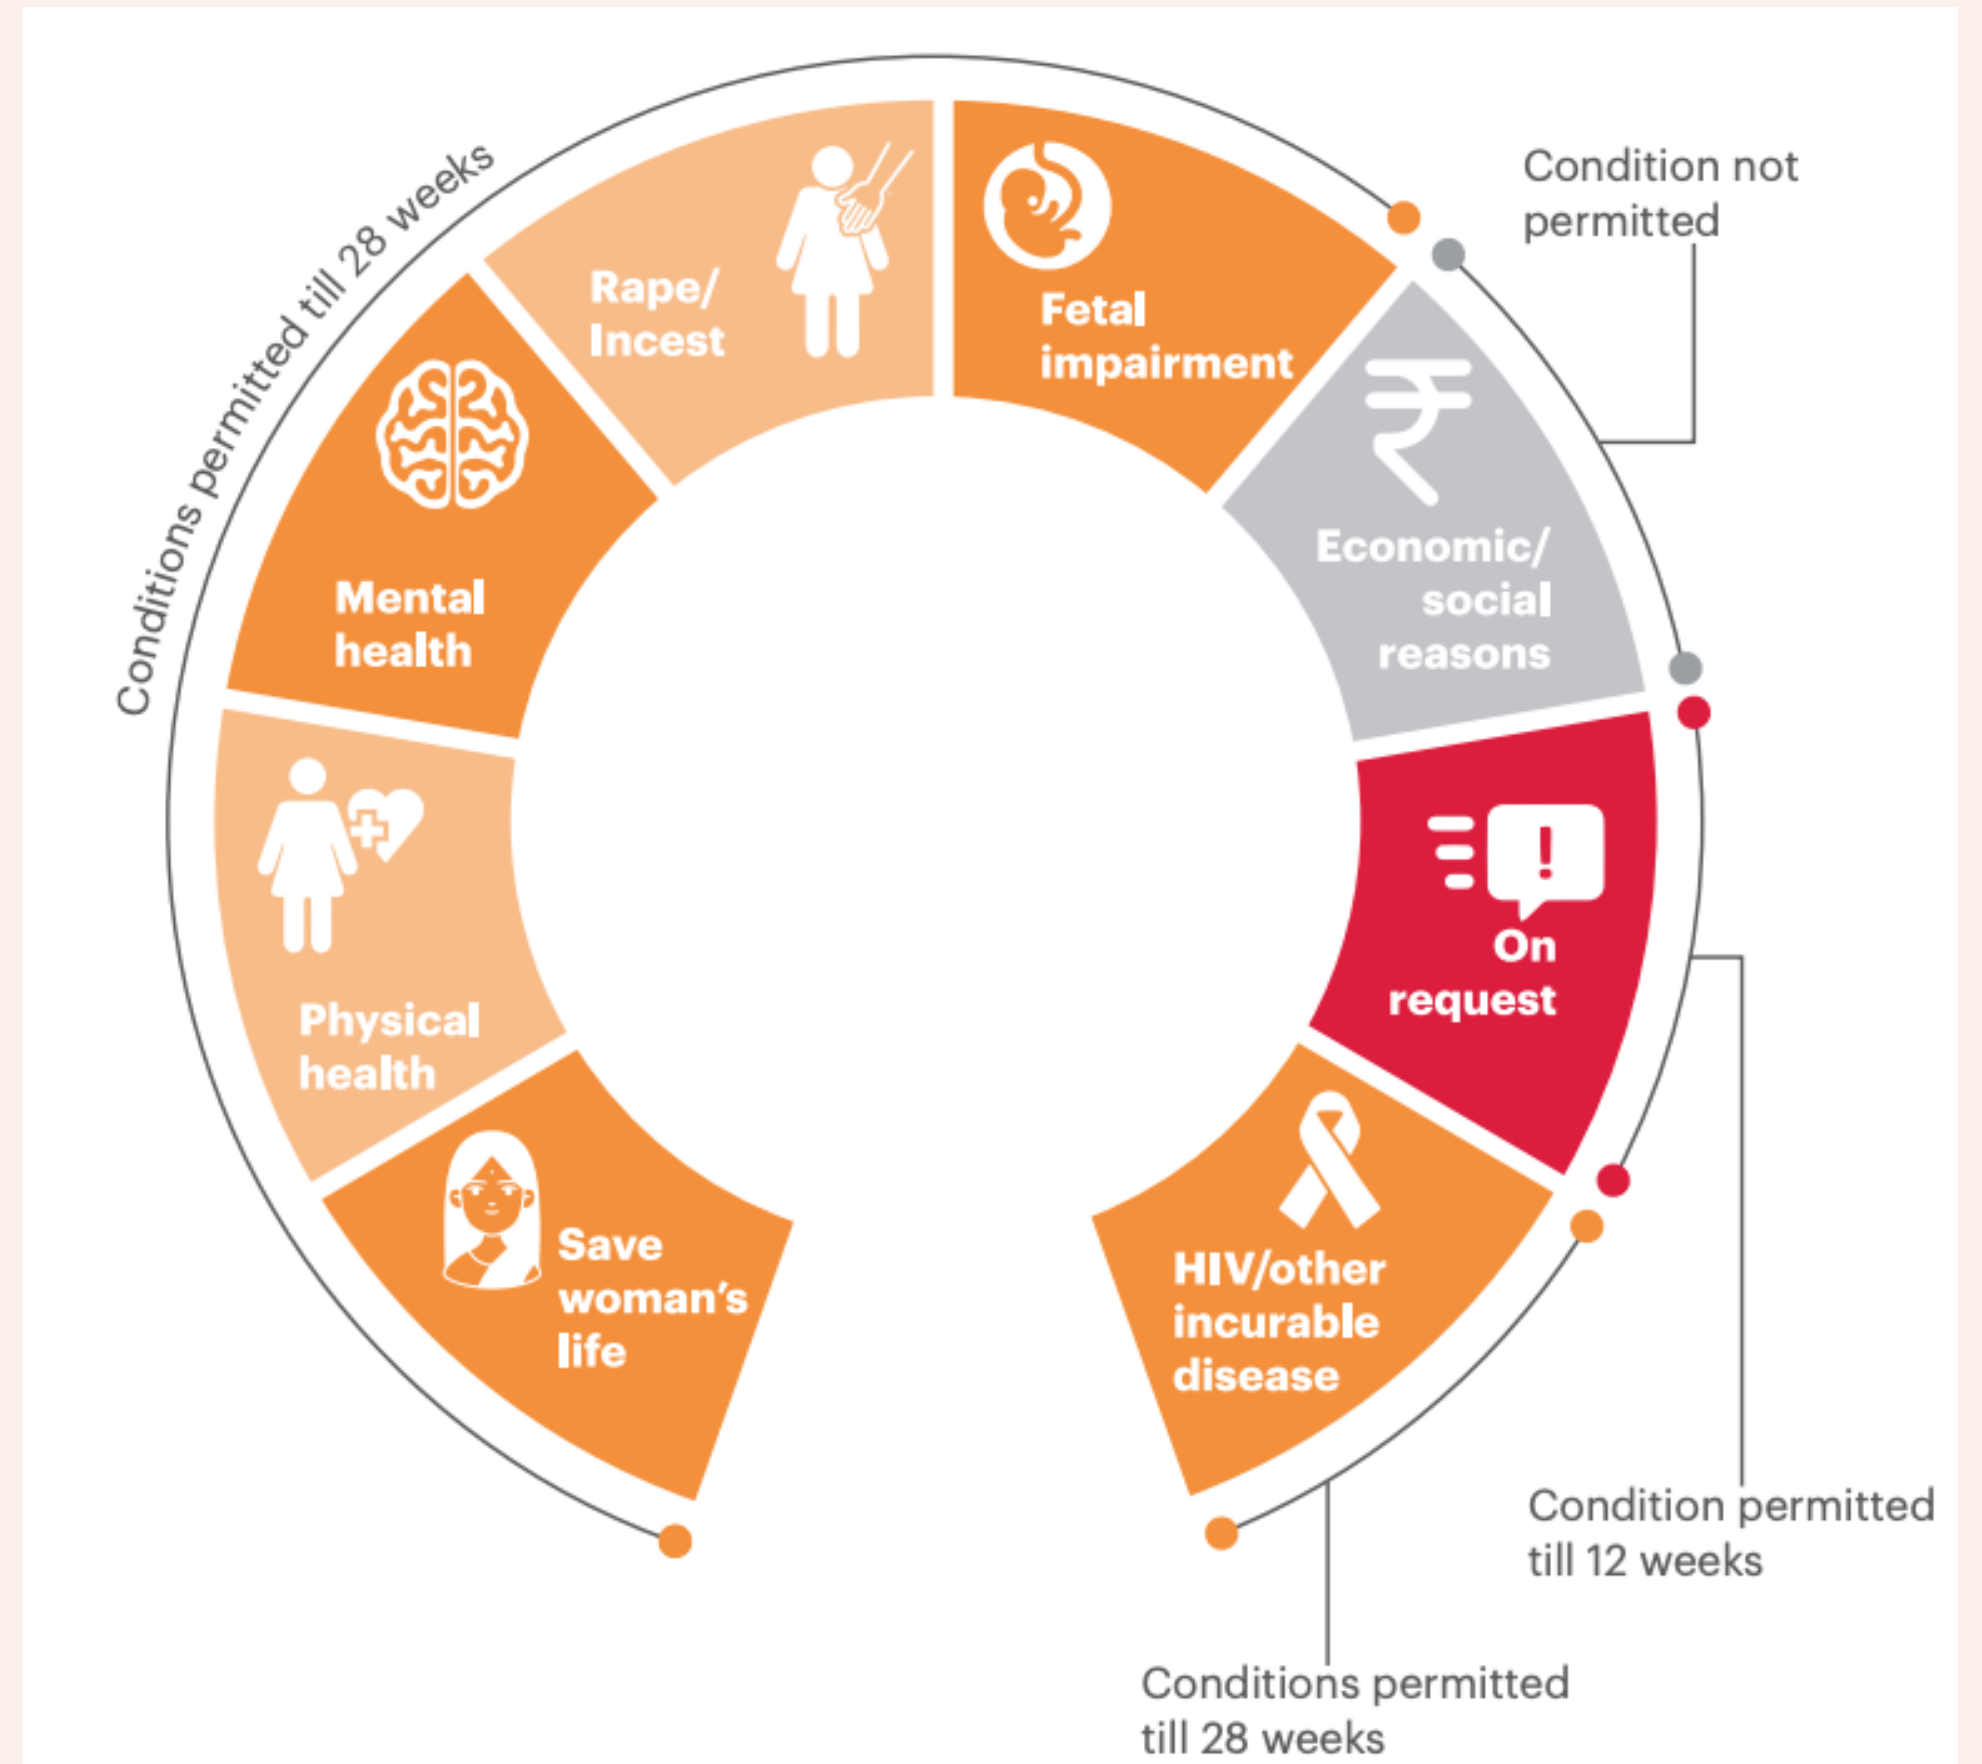 Conditions permitted till 28 weeks
Condition not
permitted
Rape/
Incest
Fetal
impairment
Mental
health
Economic/
social
reasons
Physical
health
!
On
request
Save
woman's
life
HIV/other
incurable
disease
Condition permitted
till 12 weeks
Conditions permitted
till 28 weeks